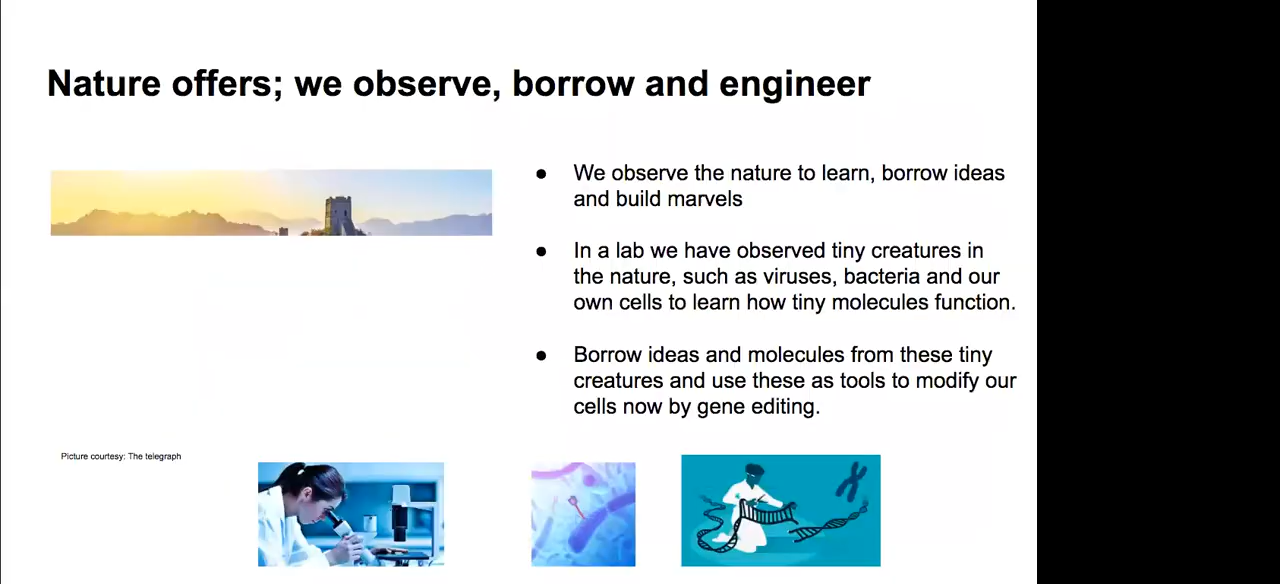 Nature offers; we observe, borrow and engineer
● We observe the nature to learn, borrow ideas
and build marvels
● In a lab we have observed tiny creatures in
the nature, such as viruses, bacteria and our
own cells to learn how tiny molecules function.
● Borrow ideas and molecules from these tiny
creatures and use these as tools to modify our
cells now by gene editing.
Picture courtesy: The telegraph